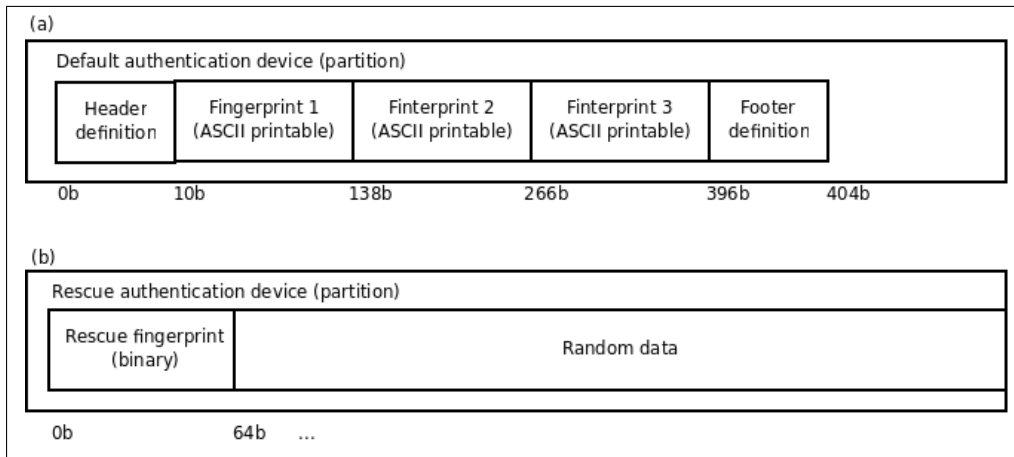 (a)
Default authentication device (partition)
Header
definition
Fingerprint 1
(ASCII printable)
Finterprint 2
(ASCII printable)
Finterprint 3
(ASCII printable)
Footer
definition
0b 10b 138b 266b 396b 404b
(b)
Rescue authentication device (partition)
Rescue fingerprint
(binary)
Random data
0b 64b ...